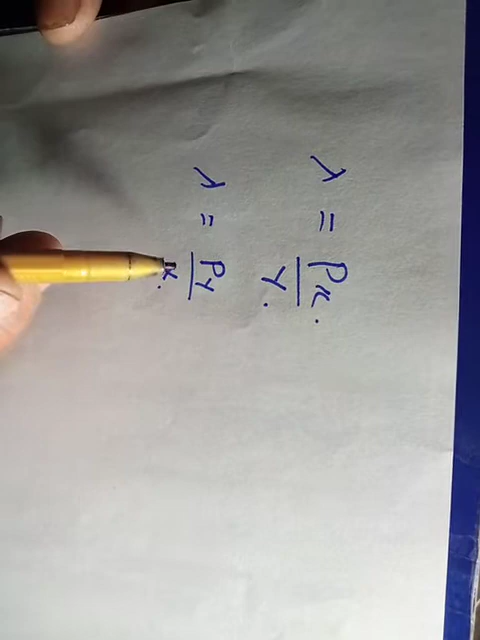 λ = Px/y.
λ = Py/x.